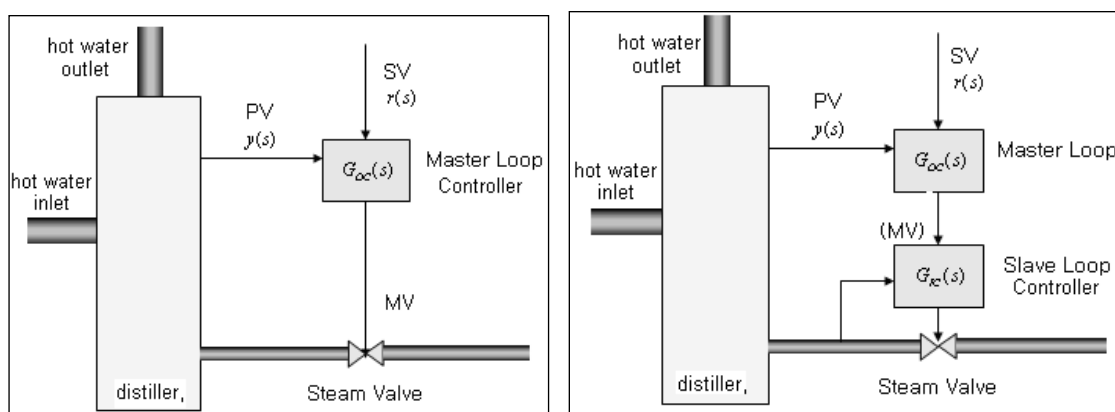 hot water
outlet
SV
r(s)
PV
y(s)
G_oc(s)
Master Loop
Controller
hot water
inlet
MV
distiller,
Steam Valve
hot water
outlet
SV
r(s)
PV
y(s)
G_oc(s)
Master Loop
hot water
inlet
(MV)
G_rc(s)
Slave Loop
Controller
distiller,
Steam Valve